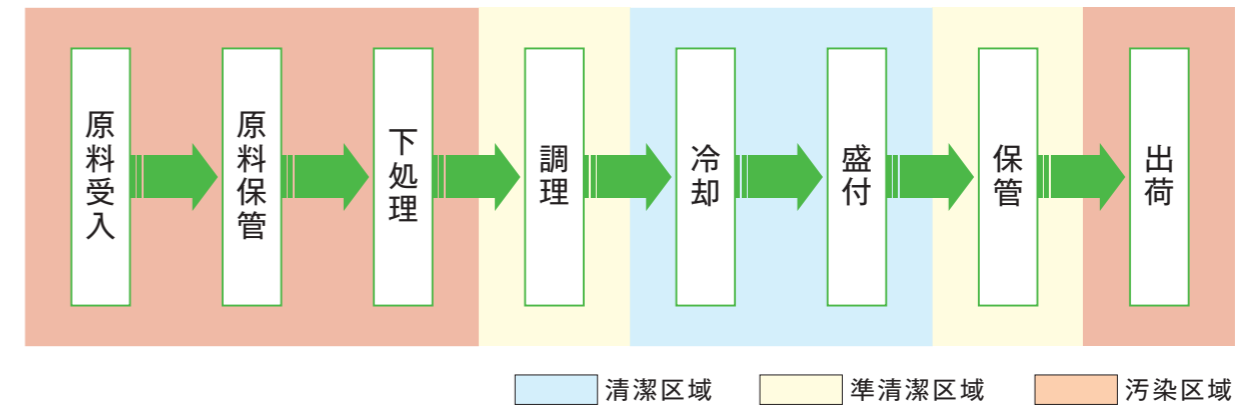 原料受入
原料保管
下処理
調理
冷却
盛付
保管
出荷
清潔区域
準清潔区域
汚染区域